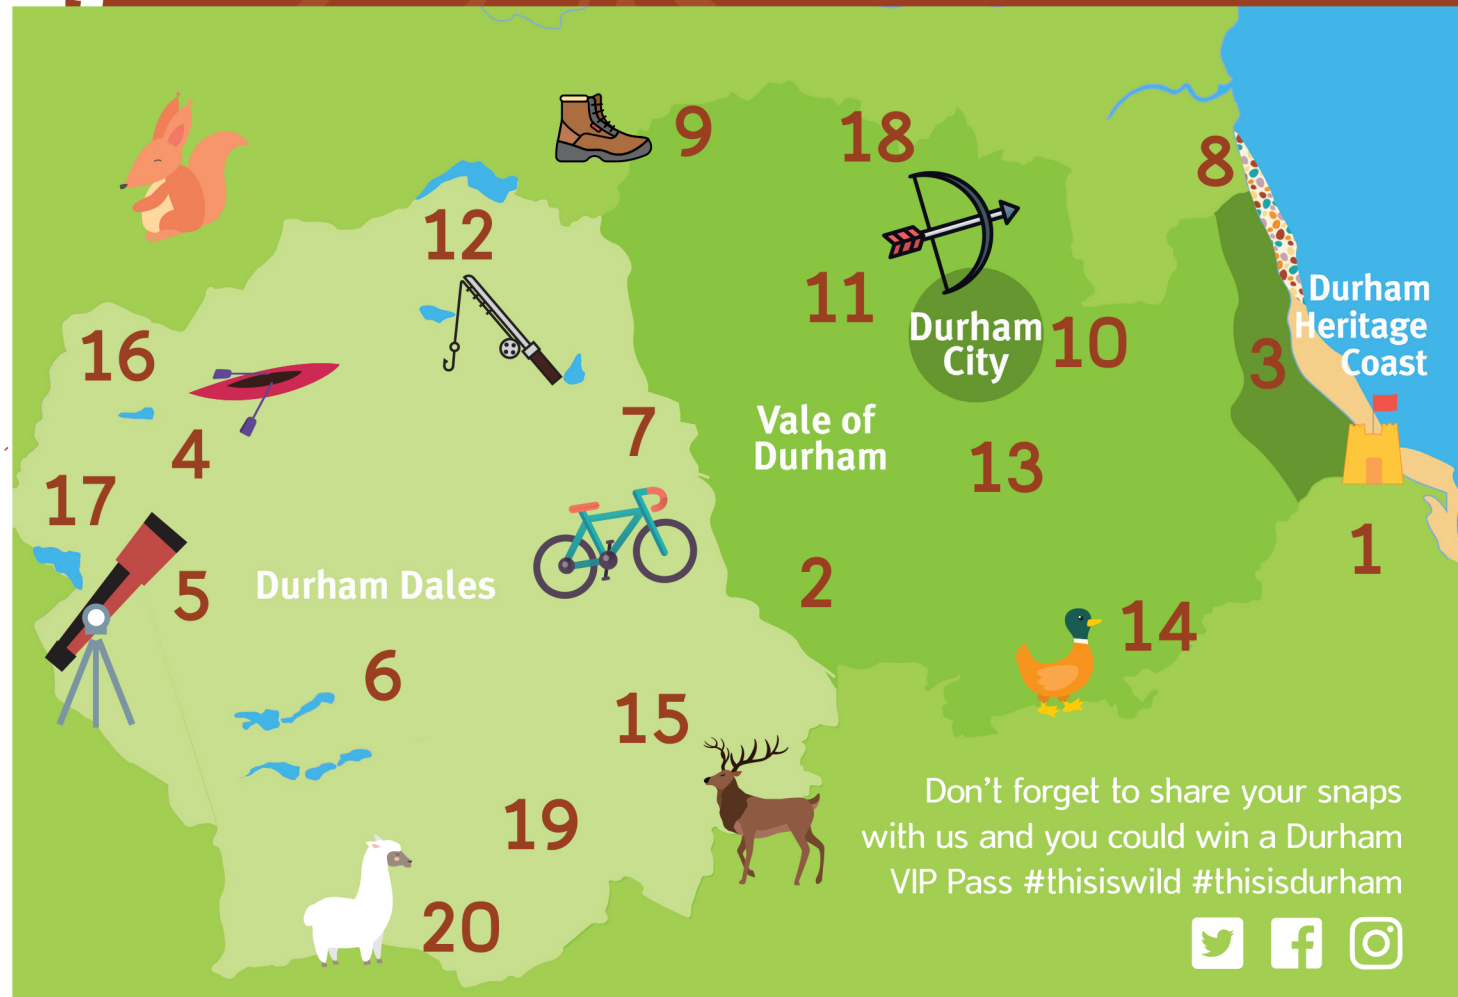 9
18
8
12
11
Durham
Heritage
Coast
Durham
City
10
3
16
7
Vale of
Durham
4
13
17
1
5
Durham Dales
2
14
6
15
Don't forget to share your snaps
with us and you could win a Durham
VIP Pass #thisiswild #thisisdurham
19
20